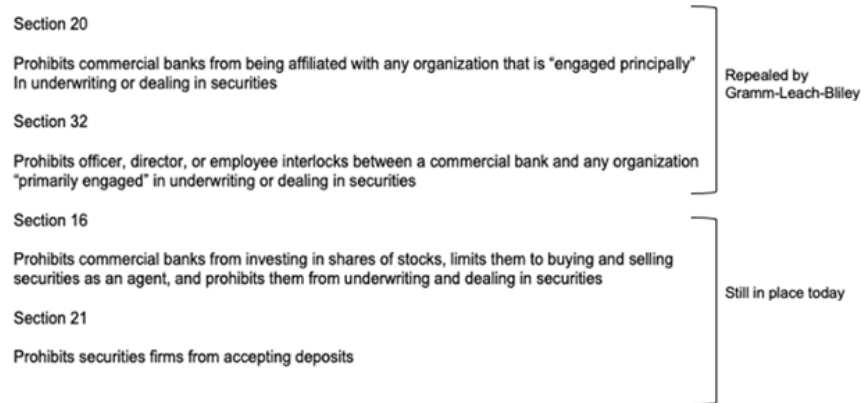 Section 20
Prohibits commercial banks from being affiliated with any organization that is “engaged principally”
In underwriting or dealing in securities
Section 32
Prohibits officer, director, or employee interlocks between a commercial bank and any organization
“primarily engaged” in underwriting or dealing in securities
Repealed by
Gramm-Leach-Bliley
Section 16
Prohibits commercial banks from investing in shares of stocks, limits them to buying and selling
securities as an agent, and prohibits them from underwriting and dealing in securities
Section 21
Prohibits securities firms from accepting deposits
Still in place today